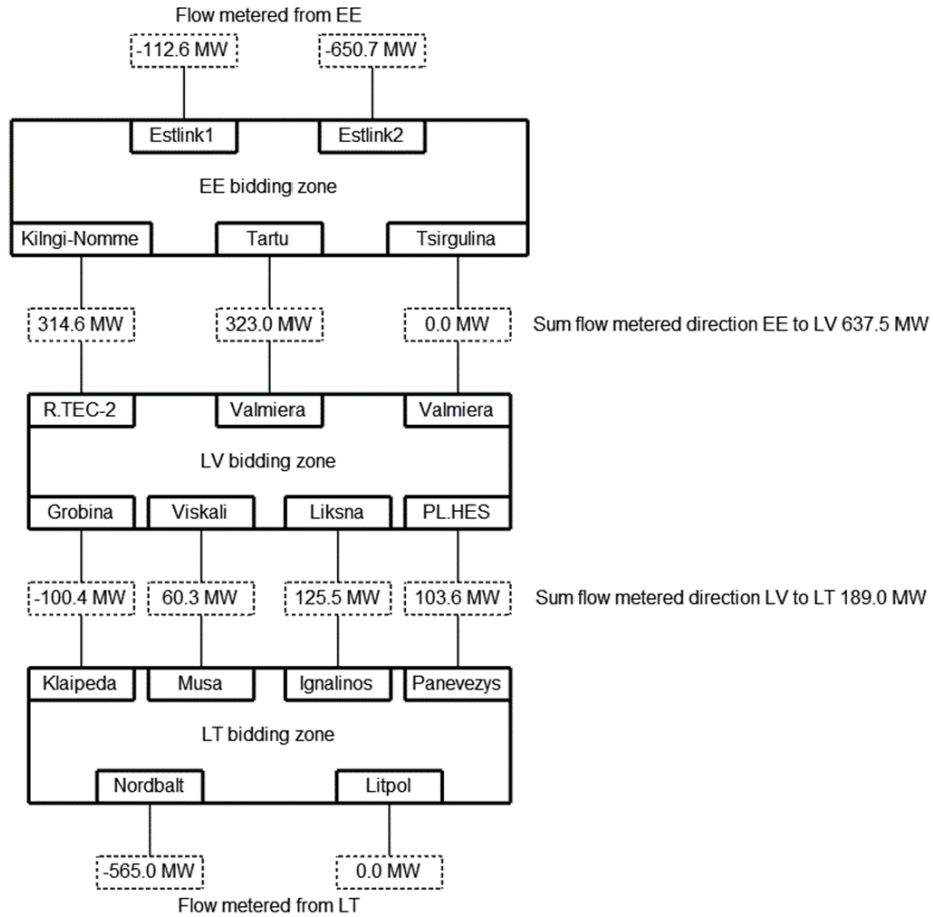 Flow metered from EE
-112.6 MW -650.7 MW
Estlink1 Estlink2
EE bidding zone
Kilngi-Nomme Tartu Tsirgulina
314.6 MW 323.0 MW 0.0 MW Sum flow metered direction EE to LV 637.5 MW
R.TEC-2 Valmiera Valmiera
LV bidding zone
Grobina Viskali Liksna PL.HES
-100.4 MW 60.3 MW 125.5 MW 103.6 MW Sum flow metered direction LV to LT 189.0 MW
Klaipeda Musa Ignalinos Panevezys
LT bidding zone
Nordbalt Litpol
-565.0 MW 0.0 MW
Flow metered from LT